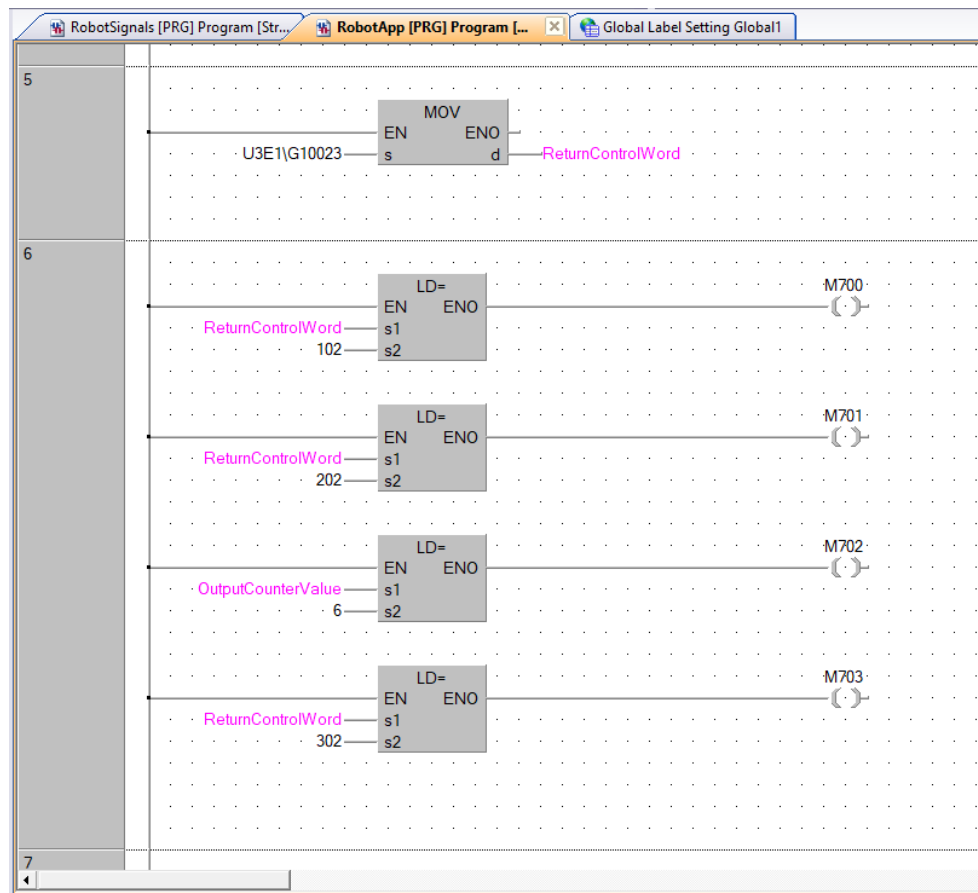 RobotSignals [PRG] Program [Str... RobotApp [PRG] Program [... Global Label Setting Global1
5
MOV
EN ENO
U3E1\G10023 s d ReturnControlWord
6
LD=
M700
EN ENO
ReturnControlWord s1
102 s2
LD=
M701
EN ENO
ReturnControlWord s1
202 s2
LD=
M702
EN ENO
OutputCounterValue s1
6 s2
LD=
M703
EN ENO
ReturnControlWord s1
302 s2
7